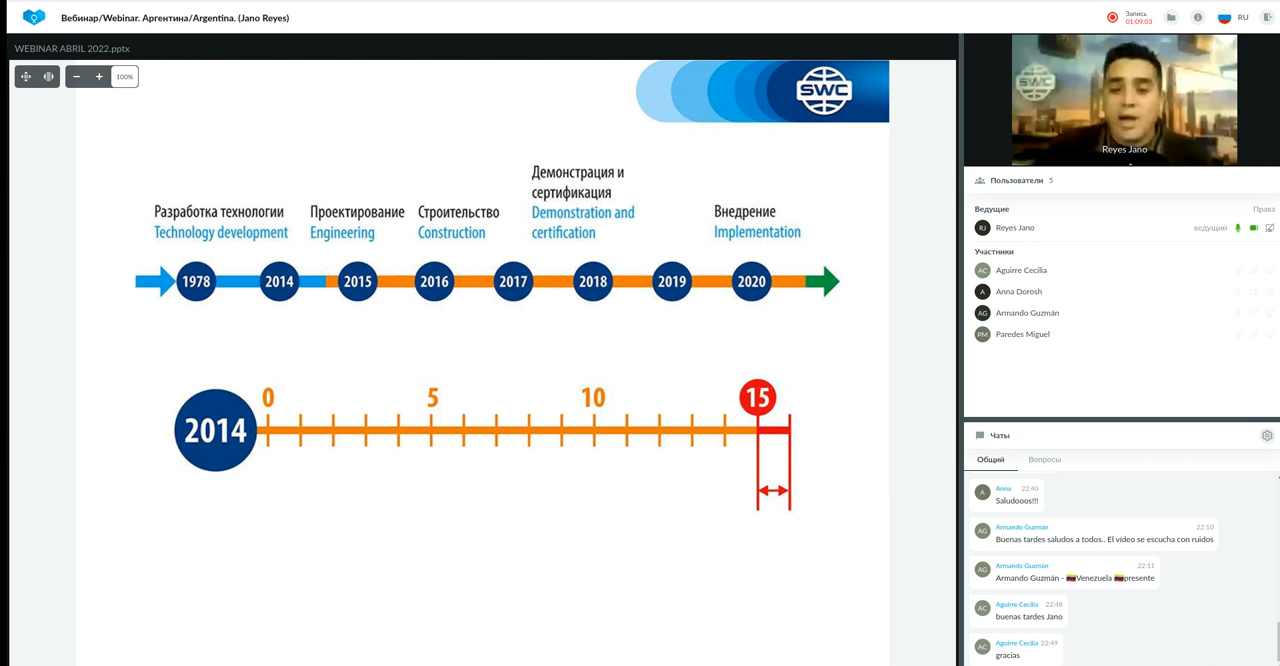 Вебинар/Webinar. Аргентина/Argentina. (Jano Reyes)
Запись
01:09:03
RU
WEBINAR ABRIL 2022.pptx
100%
SWC
Демонстрация и
сертификация
Demonstration and
certification
Разработка технологии
Technology development
Проектирование
Engineering
Строительство
Construction
Внедрение
Implementation
1978
2014
2015
2016
2017
2018
2019
2020
0
5
10
15
2014
SWC
Reyes Jano
Пользователи 5
Ведущие
Права
RJ
Reyes Jano
ведущий
Участники
AC
Aguirre Cecilia
A
Anna Dorosh
AG
Armando Guzmán
PM
Paredes Miguel
Чаты
Общий
Вопросы
A
Anna 22:40
Saludooos!!!
AG
Armando Guzmán 22:10
Buenas tardes saludos a todos.. El vídeo se escucha con ruidos
AG
Armando Guzmán 22:11
Armando Guzmán - 🇻🇪Venezuela 🇻🇪presente
AC
Aguirre Cecilia 22:48
buenas tardes Jano
AC
Aguirre Cecilia 22:49
gracias